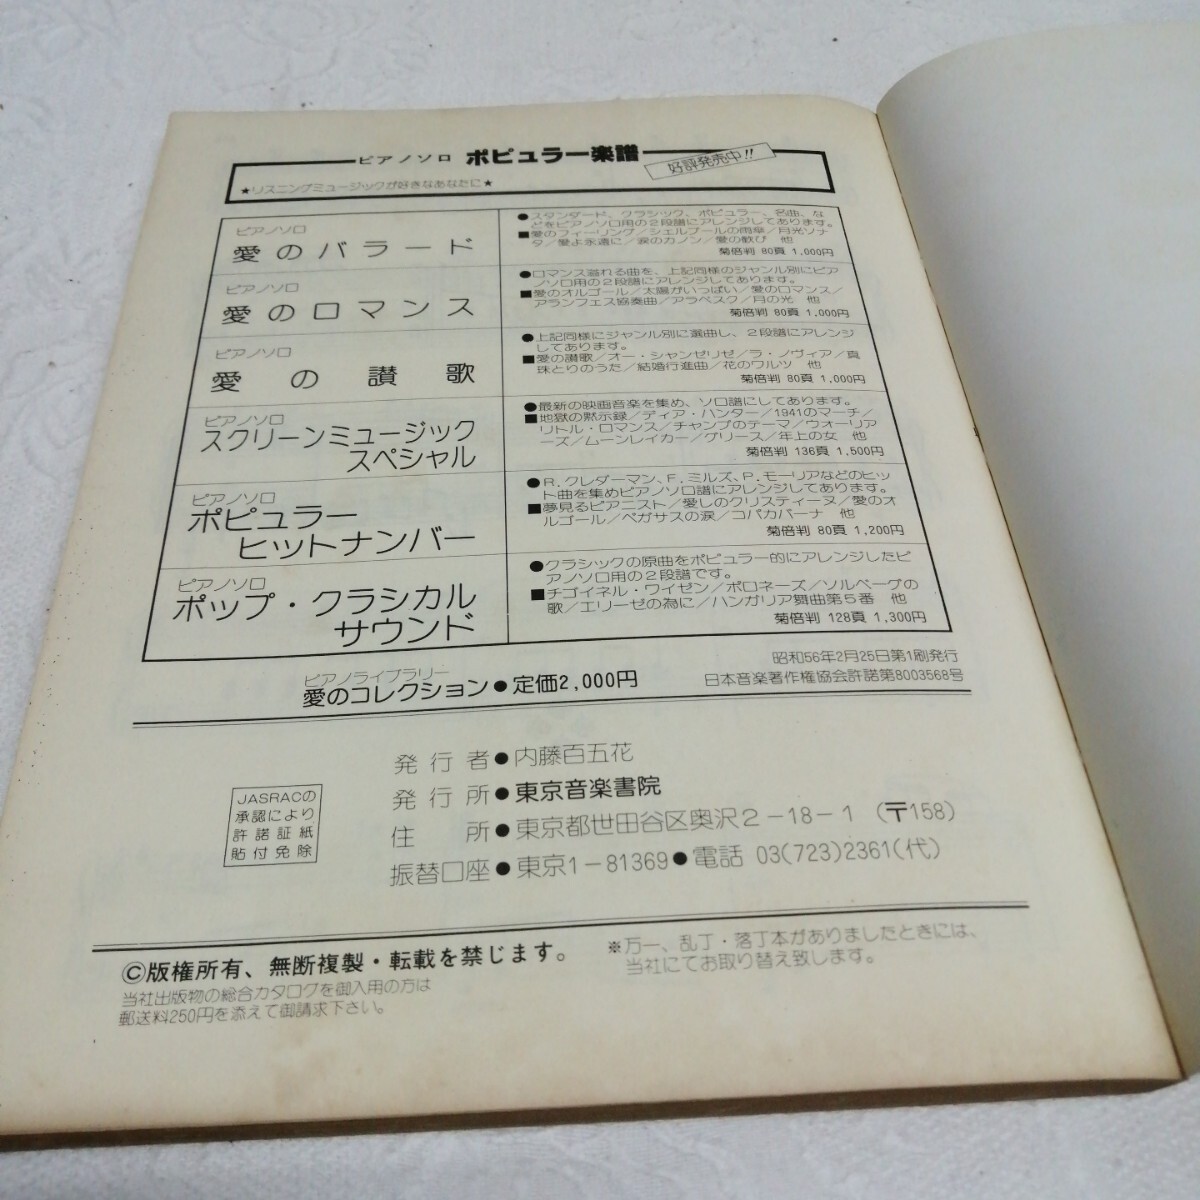 ピアノソロ ポピュラー楽譜
好評発売中!!
★リスニングミュージックが好きなあなたに★
ピアノソロ
愛のバラード
●スタンダード、クラシック、ポピュラー、名曲、な
どをピアノソロ用の2段譜にアレンジしてあります。
■愛のフィーリング/シェルブールの雨傘/月光ソナ
タ/愛よ永遠に/涙のカノン/愛の歓び 他
菊倍判 80頁 1,000円
ピアノソロ
愛のロマンス
●ロマンス溢れる曲を、上記同様のジャンル別にピア
ノソロ用の2段譜にアレンジしてあります。
■愛のオルゴール/太陽がいっぱい/愛のロマンス/
アランフェス協奏曲/アラベスク/月の光 他
菊倍判 80頁 1,000円
ピアノソロ
愛の讃歌
●上記同様にジャンル別に選曲し、2段譜にアレンジ
してあります。
■愛の讃歌/オー・シャンゼリゼ/ラ・ノヴィア/真
珠とりのうた/結婚行進曲/花のワルツ 他
菊倍判 80頁 1,000円
ピアノソロ
スクリーンミュージック
スペシャル
●最新の映画音楽を集め、ソロ譜にしてあります。
■地獄の黙示録/ディア・ハンター/1941のマーチ/
リトル・ロマンス/チャンプのテーマ/ウォーリア
ーズ/ムーンレイカー/グリース/年上の女 他
菊倍判 136頁 1,500円
ピアノソロ
ポピュラー
ヒットナンバー
●R.クレダーマン、F.ミルズ、P.モーリアなどのヒッ
ト曲を集めピアノソロ譜にアレンジしてあります。
■夢見るピアニスト/愛しのクリスティーヌ/愛のオ
ルゴール/ペガサスの涙/コパカバーナ 他
菊倍判 80頁 1,200円
ピアノソロ
ポップ・クラシカル
サウンド
●クラシックの原曲をポピュラー的にアレンジしたピ
アノソロ用の2段譜です。
■チゴイネル・ワイゼン/ポロネーズ/ソルベーグの
歌/エリーゼの為に/ハンガリア舞曲第5番 他
菊倍判 128頁 1,300円
ピアノライブラリー
愛のコレクション●定価2,000円
昭和56年2月25日第1刷発行
日本音楽著作権協会許諾第8003568号
JASRACの
承認により
許諾証紙
貼付免除
発行者●内藤百五花
発行所●東京音楽書院
住所●東京都世田谷区奥沢2-18-1 (〒158)
振替口座●東京1-81369●電話 03(723)2361(代)
©版権所有、無断複製・転載を禁じます。
当社出版物の総合カタログを御入用の方は
郵送料250円を添えて御請求下さい。
※万一、乱丁・落丁本がありましたときには、
当社にてお取り替え致します。